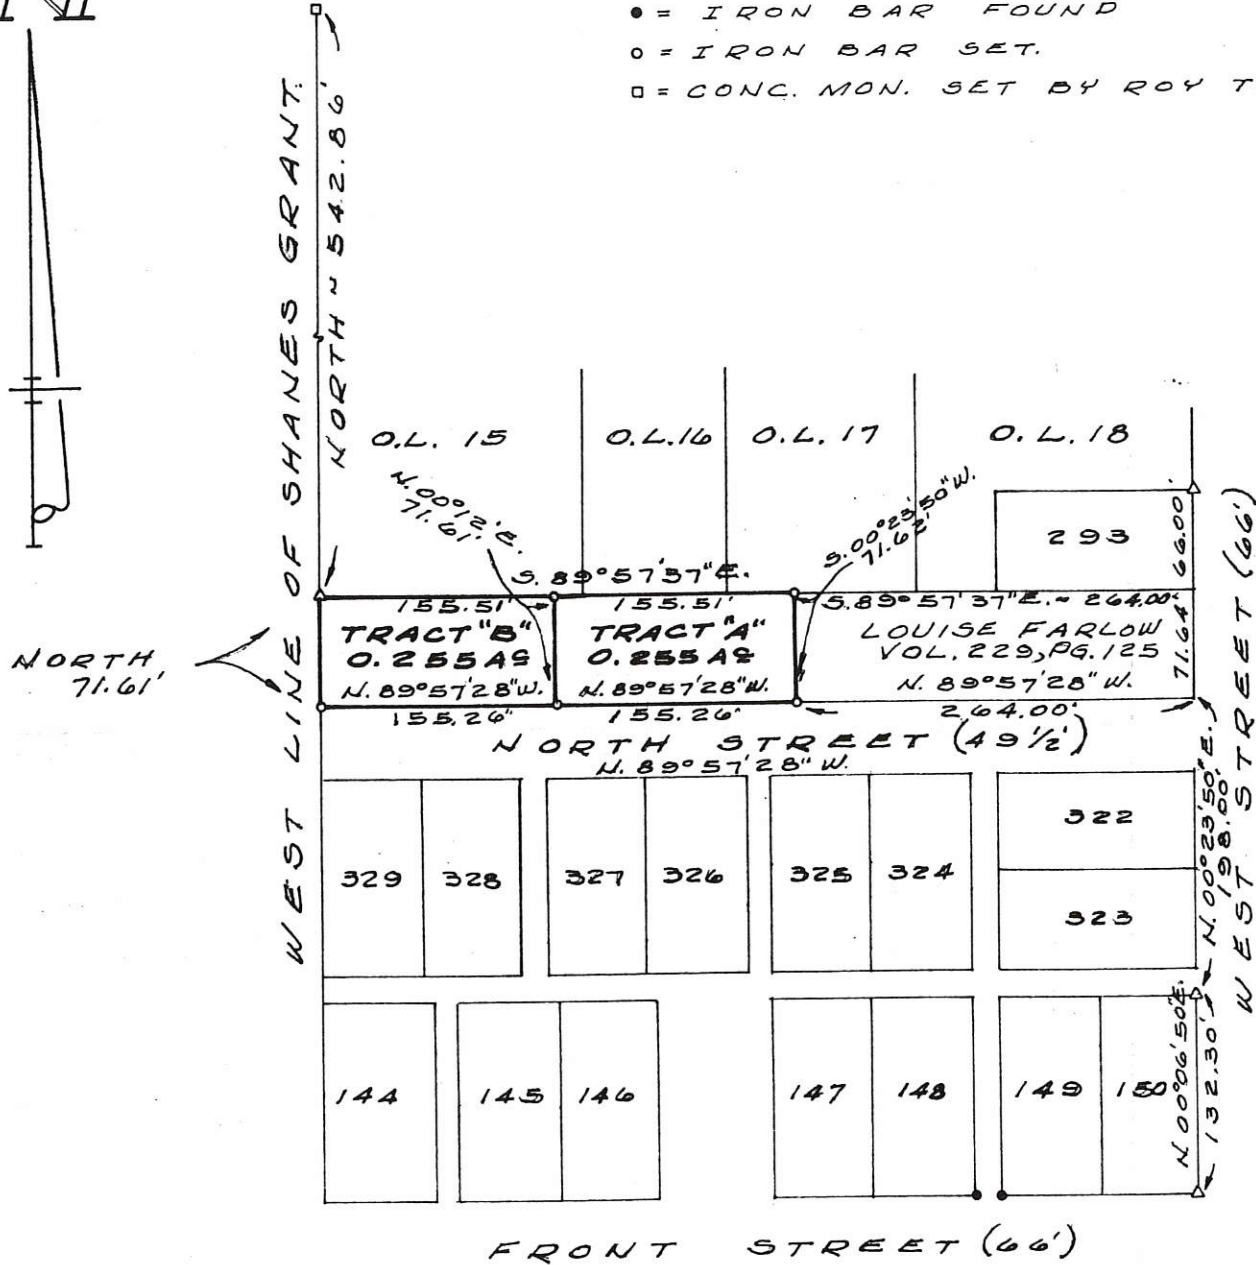 N
● = IRON BAR FOUND
○ = IRON BAR SET.
□ = CONC. MON. SET BY ROY T
WEST LINE OF SHANES GRANT.
NORTH ~ 542.86'
O.L. 15
O.L.16
O.L. 17
O.L. 18
N.00°12'E.
71.61'
S.00°23'50"W.
71.62'
293
66.00'
S. 89°57'37"E.
155.51'
155.51'
S.89°57'37"E.~ 264.00'
TRACT "B"
0.255 AC
N. 89°57'28"W.
155.26'
TRACT "A"
0.255 AC
N. 89°57'28"W.
155.26'
LOUISE FARLOW
VOL. 229, PG. 125
N. 89°57'28" W.
264.00'
71.64'
NORTH
71.61'
NORTH STREET (49 1/2')
N. 89°57'28" W.
WEST STREET (66')
N. 00°23'50" E.
198.00'
329
328
327
326
325
324
322
323
144
145
146
147
148
149
150
N. 00°06'50"E.
132.30'
FRONT STREET (66')